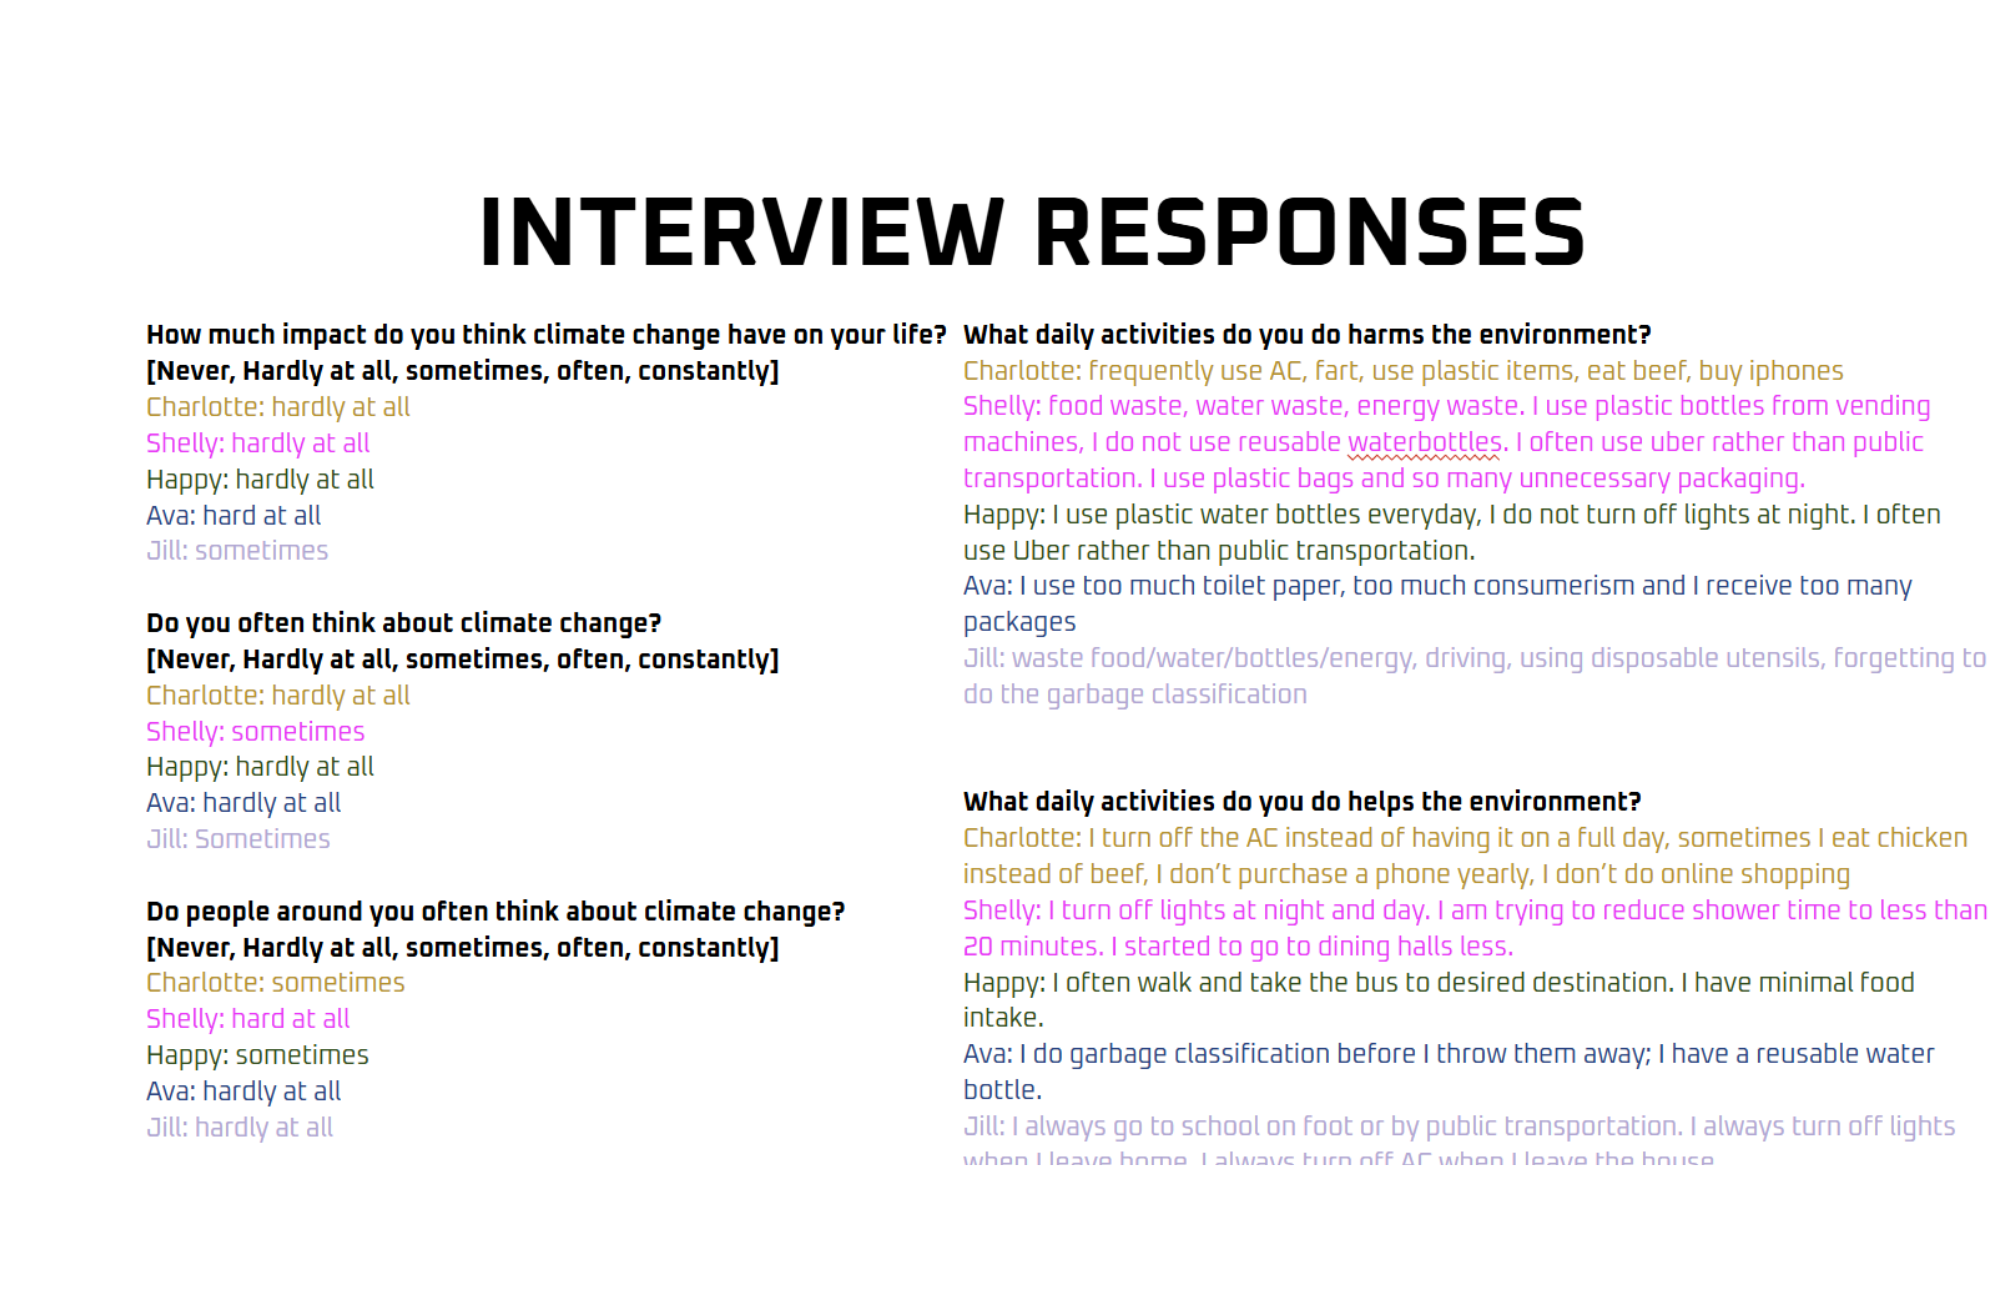 INTERVIEW RESPONSES
How much impact do you think climate change have on your life?
[Never, Hardly at all, sometimes, often, constantly]
Charlotte: hardly at all
Shelly: hardly at all
Happy: hardly at all
Ava: hard at all
Jill: sometimes
Do you often think about climate change?
[Never, Hardly at all, sometimes, often, constantly]
Charlotte: hardly at all
Shelly: sometimes
Happy: hardly at all
Ava: hardly at all
Jill: Sometimes
Do people around you often think about climate change?
[Never, Hardly at all, sometimes, often, constantly]
Charlotte: sometimes
Shelly: hard at all
Happy: sometimes
Ava: hardly at all
Jill: hardly at all
What daily activities do you do harms the environment?
Charlotte: frequently use AC, fart, use plastic items, eat beef, buy iphones
Shelly: food waste, water waste, energy waste. I use plastic bottles from vending
machines, I do not use reusable waterbottles. I often use uber rather than public
transportation. I use plastic bags and so many unnecessary packaging.
Happy: I use plastic water bottles everyday, I do not turn off lights at night. I often
use Uber rather than public transportation.
Ava: I use too much toilet paper, too much consumerism and I receive too many
packages
Jill: waste food/water/bottles/energy, driving, using disposable utensils, forgetting to
do the garbage classification
What daily activities do you do helps the environment?
Charlotte: I turn off the AC instead of having it on a full day, sometimes I eat chicken
instead of beef, I don’t purchase a phone yearly, I don’t do online shopping
Shelly: I turn off lights at night and day. I am trying to reduce shower time to less than
20 minutes. I started to go to dining halls less.
Happy: I often walk and take the bus to desired destination. I have minimal food
intake.
Ava: I do garbage classification before I throw them away; I have a reusable water
bottle.
Jill: I always go to school on foot or by public transportation. I always turn off lights
when I leave home. I always turn off AC when I leave the house